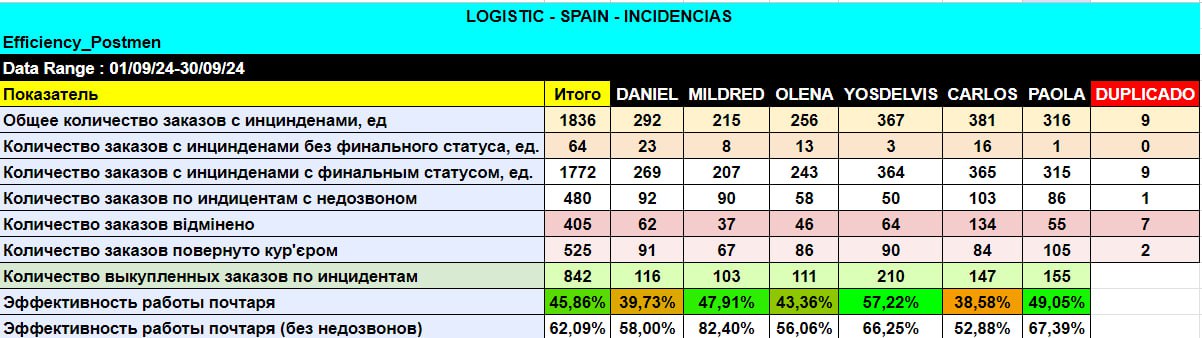 LOGISTIC - SPAIN - INCIDENCIAS
Efficiency_Postmen
Data Range : 01/09/24-30/09/24
Показатель Итого DANIEL MILDRED OLENA YOSDELVIS CARLOS PAOLA DUPLICADO
Общее количество заказов с инцинденами, ед 1836 292 215 256 367 381 316 9
Количество заказов с инцинденами без финального статуса, ед. 64 23 8 13 3 16 1 0
Количество заказов с инцинденами с финальным статусом, ед. 1772 269 207 243 364 365 315 9
Количество заказов по индицентам с недозвоном 480 92 90 58 50 103 86 1
Количество заказов відмінено 405 62 37 46 64 134 55 7
Количество заказов повернуто кур'єром 525 91 67 86 90 84 105 2
Количество выкупленных заказов по инцидентам 842 116 103 111 210 147 155
Эффективность работы почтаря 45,86% 39,73% 47,91% 43,36% 57,22% 38,58% 49,05%
Эффективность работы почтаря (без недозвонов) 62,09% 58,00% 82,40% 56,06% 66,25% 52,88% 67,39%